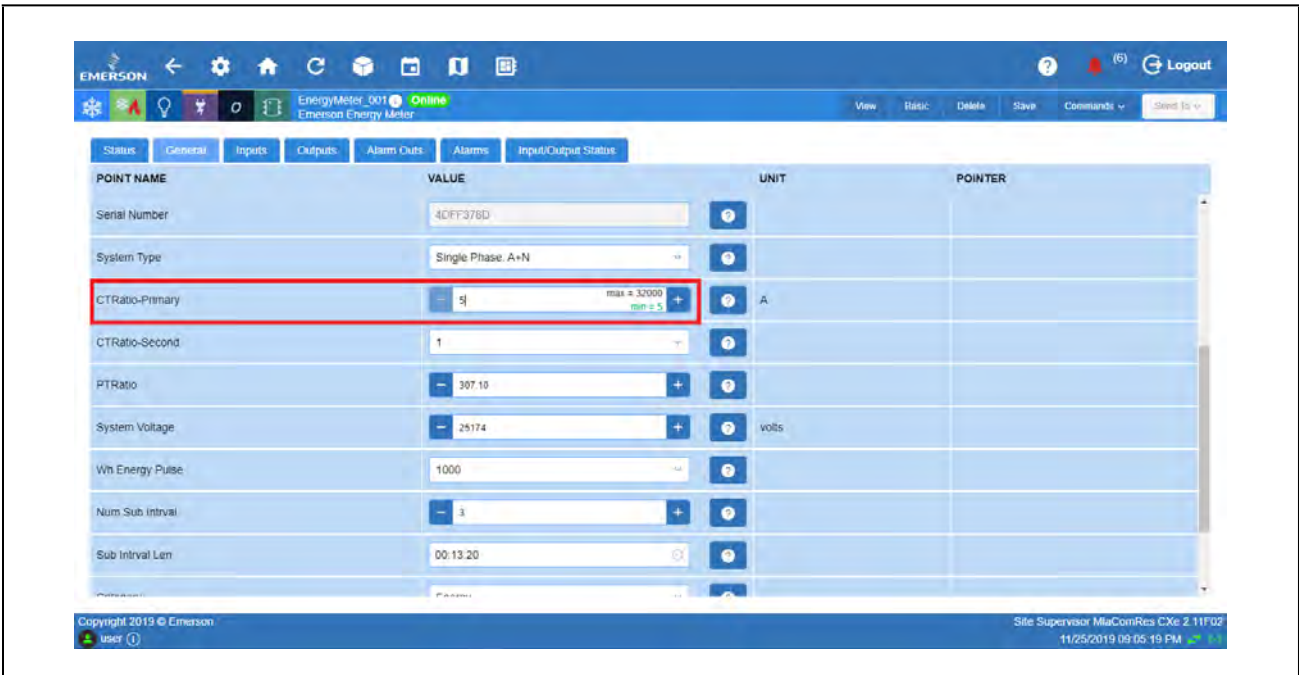 EMERSON
(6) Logout
EnergyMeter_001 Online
Emerson Energy Meter
View Basic Delete Save Commands Send To
Status General Inputs Outputs Alarm Outs Alarms Input/Output Status
POINT NAME VALUE UNIT POINTER
Serial Number
System Type Single Phase. A+N
CTRatio-Primary 5 max = 32000 A
min = 5
CTRatio-Second 1
PTRatio 307.10
System Voltage 25174 volts
Wh Energy Pulse 1000
Num Sub Intrval 3
Sub Intrval Len 00:13:20
Copyright 2019 © Emerson
user
Site Supervisor MlaComRes CXe 2.11F02
11/25/2019 09:05:19 PM